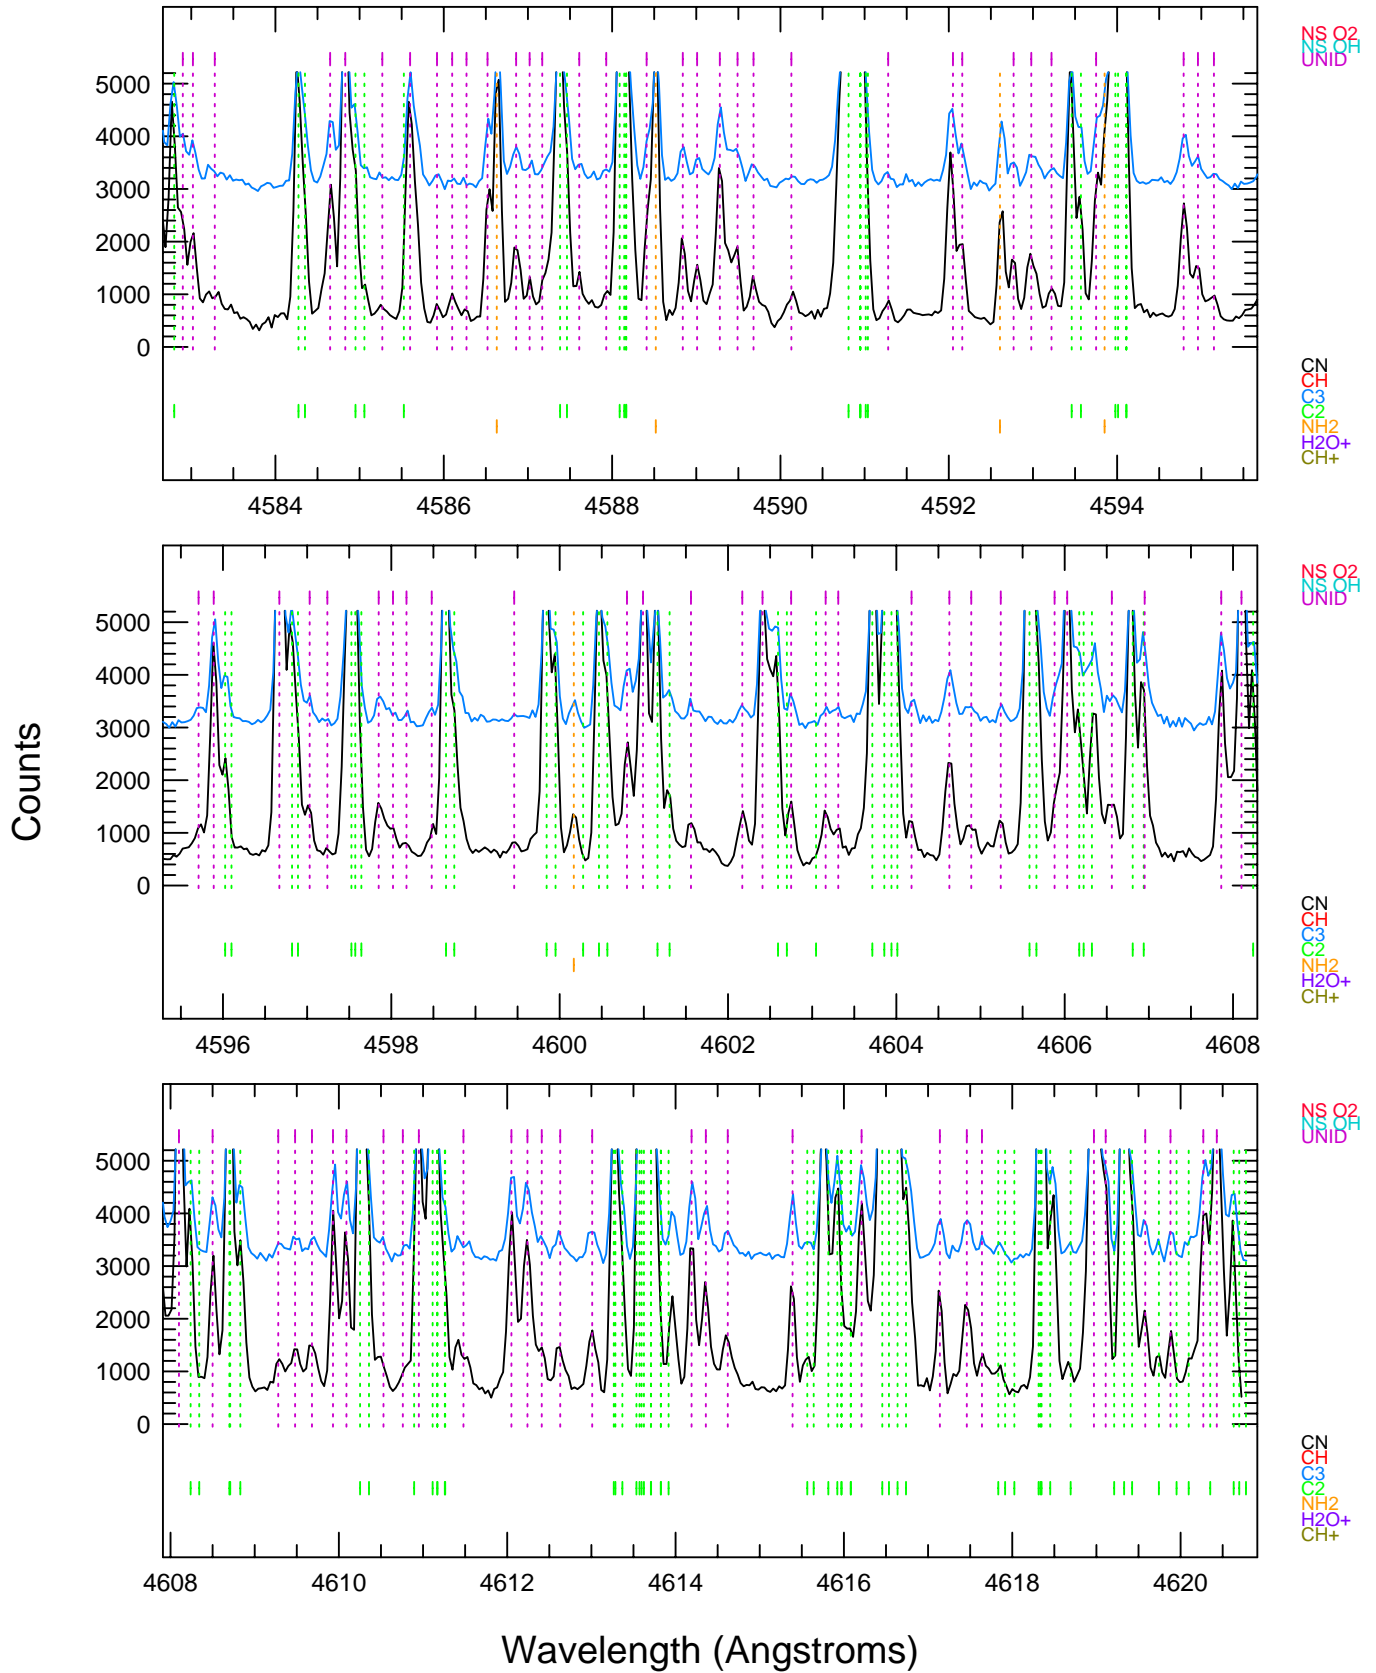 NS O2
NS OH
UNID
5000
4000
3000
2000
1000
0
CN
CH
C3
C2
NH2
H2O+
CH+
4584 4586 4588 4590 4592 4594
NS O2
NS OH
UNID
5000
4000
3000
2000
1000
0
CN
CH
C3
C2
NH2
H2O+
CH+
4596 4598 4600 4602 4604 4606 4608
Counts
NS O2
NS OH
UNID
5000
4000
3000
2000
1000
0
CN
CH
C3
C2
NH2
H2O+
CH+
4608 4610 4612 4614 4616 4618 4620
Wavelength (Angstroms)